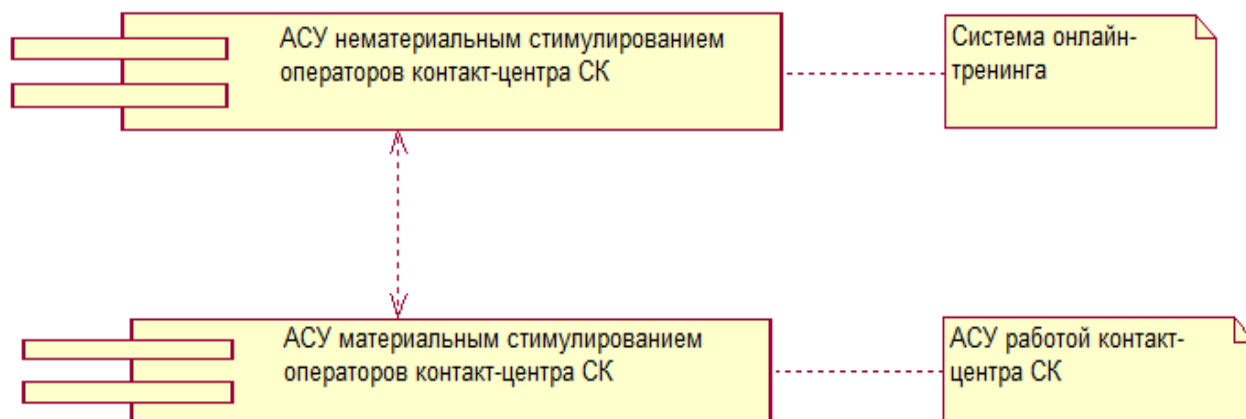 АСУ нематериальным стимулированием
операторов контакт-центра СК
Система онлайн-
тренинга
АСУ материальным стимулированием
операторов контакт-центра СК
АСУ работой контакт-
центра СК